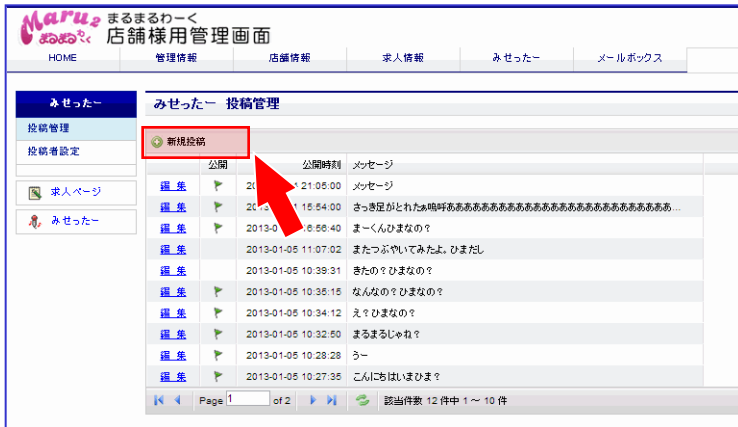 Maru2 まるまるわーく
まるまるわーく 店舗様用管理画面
HOME 管理情報 店舗情報 求人情報 みせったー メールボックス
みせったー みせったー 投稿管理
投稿管理
新規投稿
投稿者設定
公開 公開時刻 メッセージ
編 集 21:05:00 メッセージ
求人ページ
編 集 15:54:00 さっき足がとれたぁ嗚呼ああああああああああああああああああああああああああ...
みせったー
編 集 2013-01 16:56:40 まーくんひまなの?
編 集 2013-01-05 11:07:02 またつぶやいてみたよ。ひまだし
編 集 2013-01-05 10:39:31 きたの?ひまなの?
編 集 2013-01-05 10:35:15 なんなの?ひまなの?
編 集 2013-01-05 10:34:12 え?ひまなの?
編 集 2013-01-05 10:32:50 まるまるじゃね?
編 集 2013-01-05 10:28:28 うー
編 集 2013-01-05 10:27:35 こんにちはいまひま?
Page 1 of 2 該当件数 12 件中 1 ~ 10 件